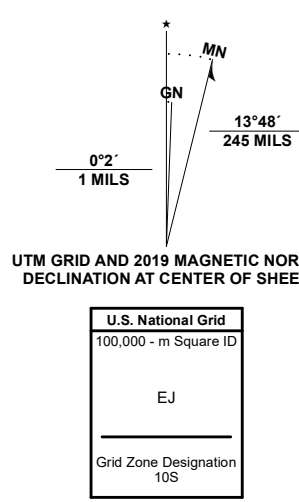 ★
MN
GN
13°48´
245 MILS
0°2´
1 MILS
UTM GRID AND 2019 MAGNETIC NOR
DECLINATION AT CENTER OF SHEE
U.S. National Grid
100,000 - m Square ID
EJ
Grid Zone Designation
10S